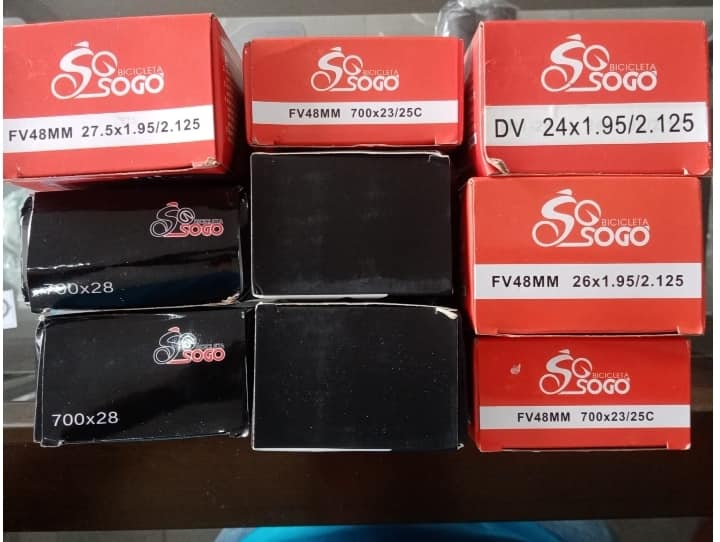 BICICLETA
SOGO
FV48MM 27.5x1.95/2.125
BICICLETA
SOGO
FV48MM 700x23/25C
BICICLETA
SOGO
DV 24x1.95/2.125
BICICLETA
SOGO
700x28
BICICLETA
SOGO
FV48MM 26x1.95/2.125
BICICLETA
SOGO
700x28
BICICLETA
SOGO
FV48MM 700x23/25C